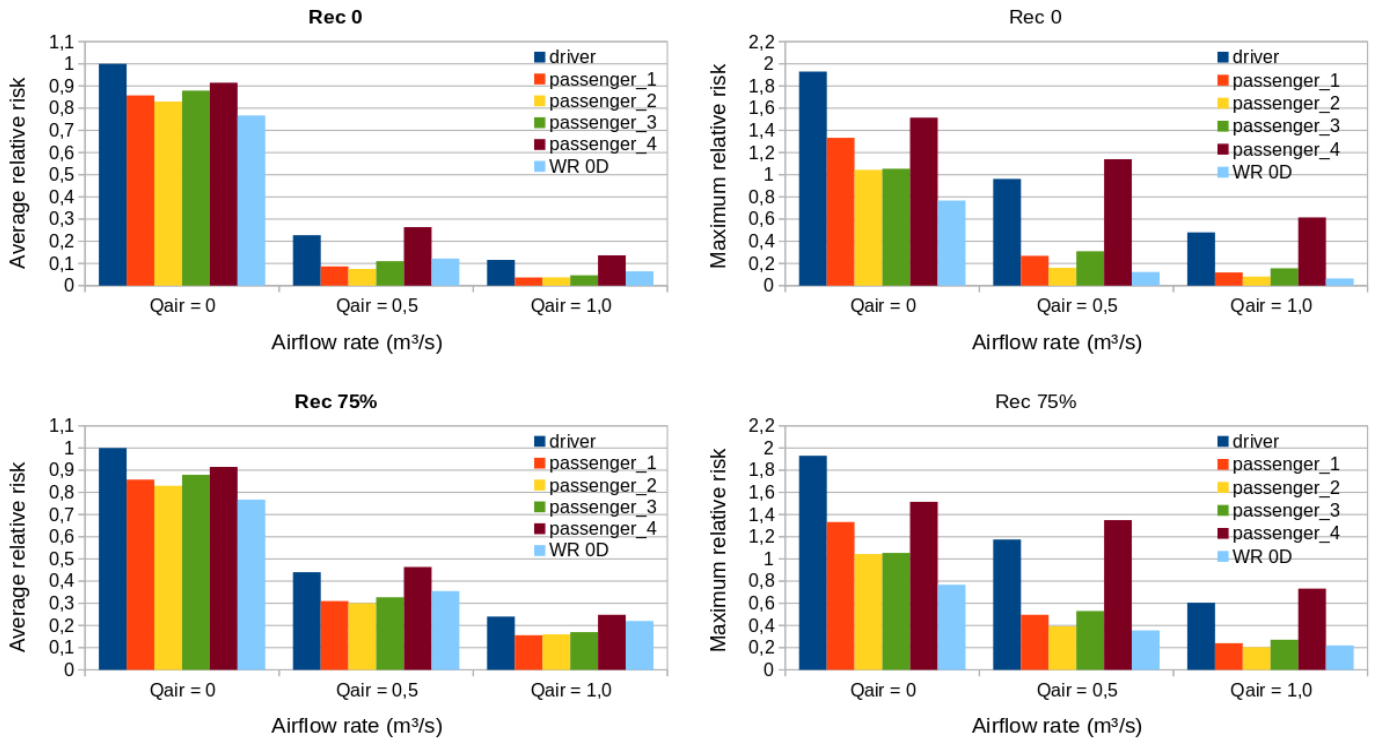 Rec 0
Average relative risk
1,1
1
0,9
0,8
0,7
0,6
0,5
0,4
0,3
0,2
0,1
0
driver
passenger_1
passenger_2
passenger_3
passenger_4
WR 0D
Qair = 0
Qair = 0,5
Qair = 1,0
Airflow rate (m³/s)
Rec 0
Maximum relative risk
2,2
2
1,8
1,6
1,4
1,2
1
0,8
0,6
0,4
0,2
0
driver
passenger_1
passenger_2
passenger_3
passenger_4
WR 0D
Qair = 0
Qair = 0,5
Qair = 1,0
Airflow rate (m³/s)
Rec 75%
Average relative risk
1,1
1
0,9
0,8
0,7
0,6
0,5
0,4
0,3
0,2
0,1
0
driver
passenger_1
passenger_2
passenger_3
passenger_4
WR 0D
Qair = 0
Qair = 0,5
Qair = 1,0
Airflow rate (m³/s)
Rec 75%
Maximum relative risk
2,2
2
1,8
1,6
1,4
1,2
1
0,8
0,6
0,4
0,2
0
driver
passenger_1
passenger_2
passenger_3
passenger_4
WR 0D
Qair = 0
Qair = 0,5
Qair = 1,0
Airflow rate (m³/s)